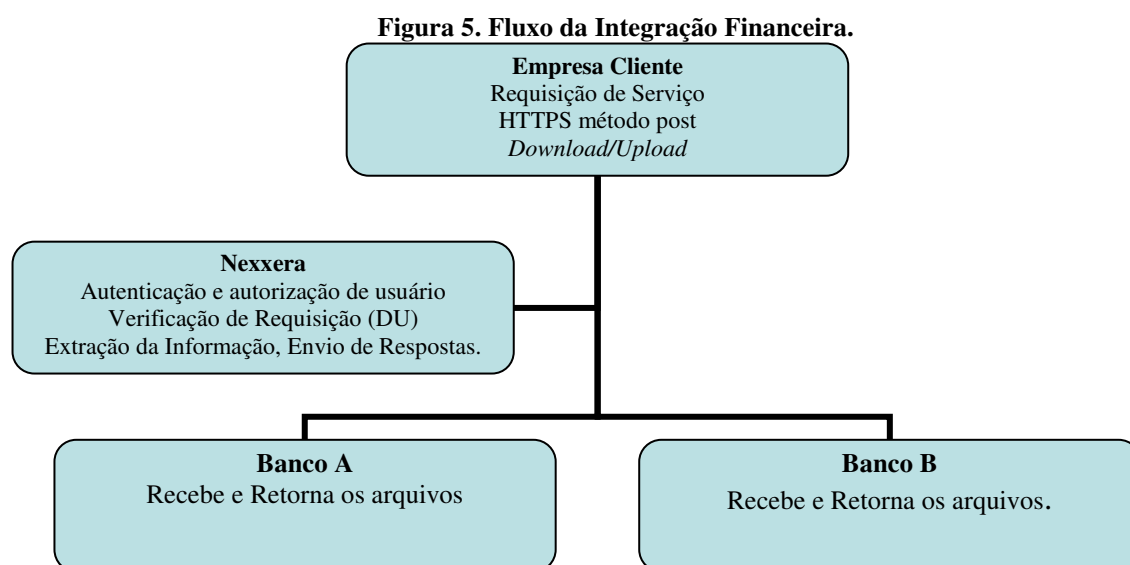 Figura 5. Fluxo da Integração Financeira.
Empresa Cliente
Requisição de Serviço
HTTPS método post
Download/Upload
Nexxera
Autenticação e autorização de usuário
Verificação de Requisição (DU)
Extração da Informação, Envio de Respostas.
Banco A
Recebe e Retorna os arquivos
Banco B
Recebe e Retorna os arquivos.